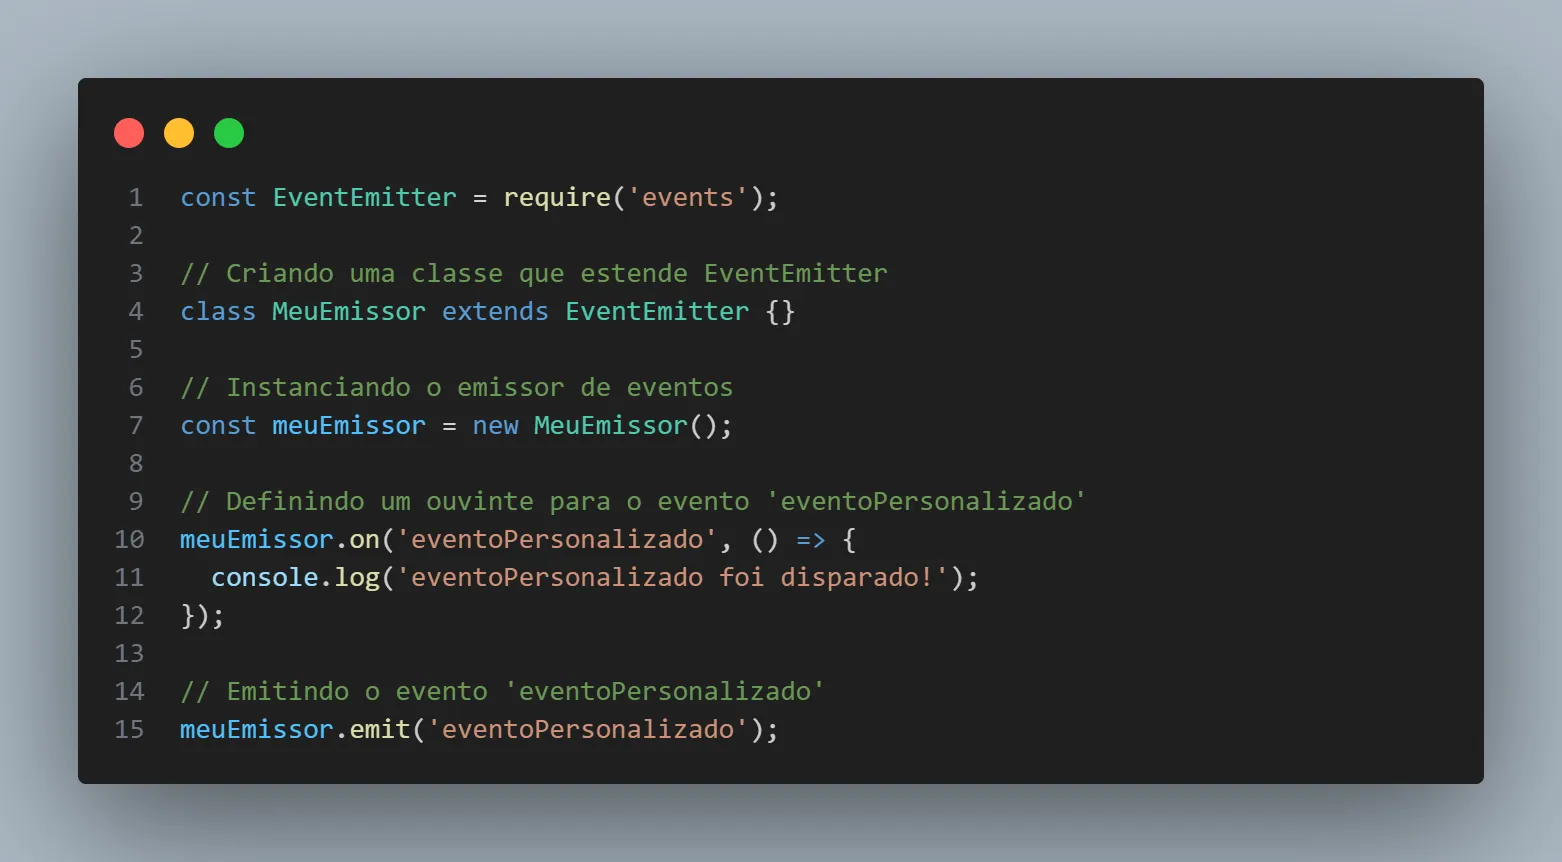 1 const EventEmitter = require('events');
2
3 // Criando uma classe que estende EventEmitter
4 class MeuEmissor extends EventEmitter {}
5
6 // Instanciando o emissor de eventos
7 const meuEmissor = new MeuEmissor();
8
9 // Definindo um ouvinte para o evento 'eventoPersonalizado'
10 meuEmissor.on('eventoPersonalizado', () => {
11   console.log('eventoPersonalizado foi disparado!');
12 });
13
14 // Emitindo o evento 'eventoPersonalizado'
15 meuEmissor.emit('eventoPersonalizado');